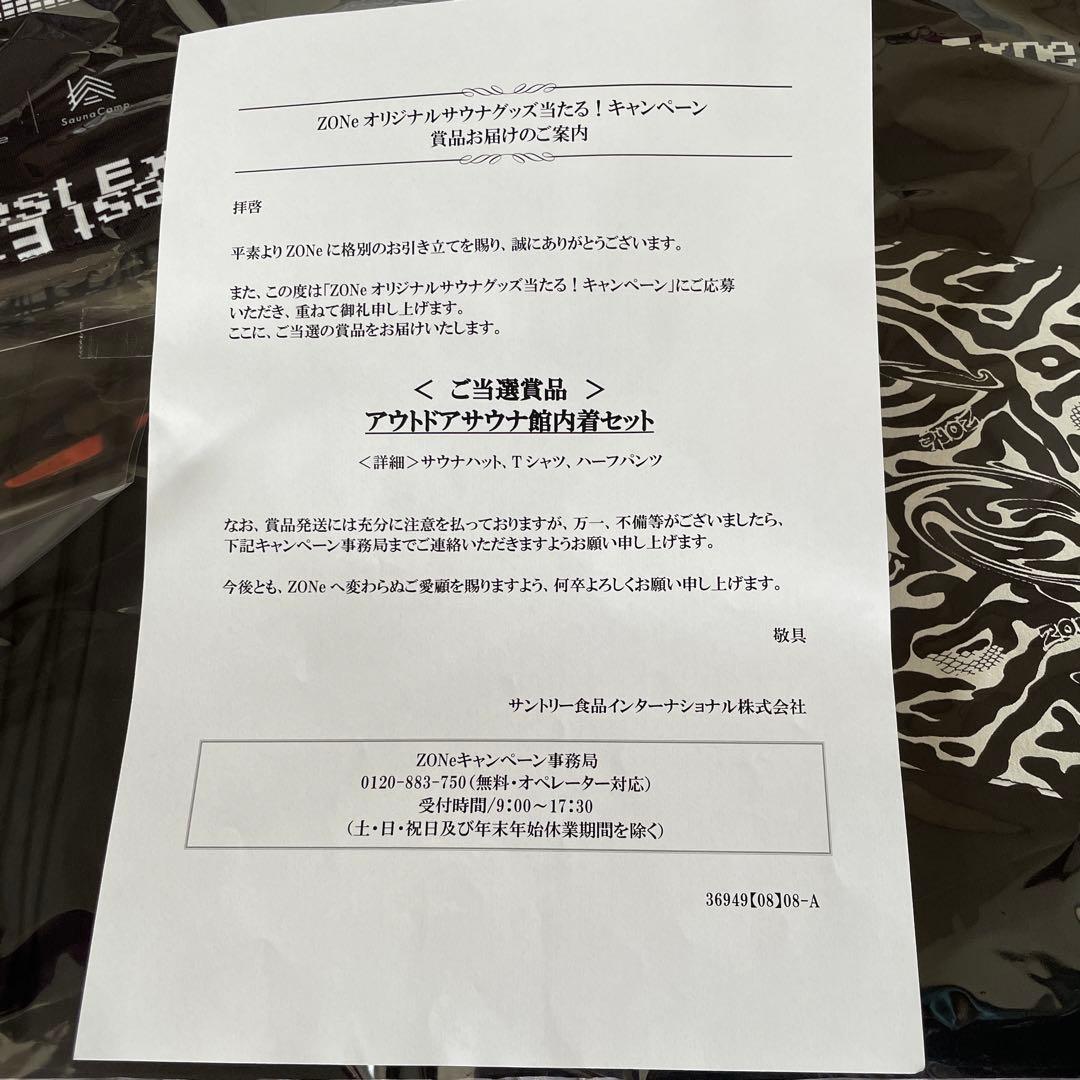 SaunaCamp.
ZONe オリジナルサウナグッズ当たる！キャンペーン
賞品お届けのご案内
拝啓
平素より ZONe に格別のお引き立てを賜り、誠にありがとうございます。
また、この度は「ZONe オリジナルサウナグッズ当たる！キャンペーン」にご応募
いただき、重ねて御礼申し上げます。
ここに、ご当選の賞品をお届けいたします。
＜ ご当選賞品 ＞
アウトドアサウナ館内着セット
＜詳細＞サウナハット、Tシャツ、ハーフパンツ
なお、賞品発送には充分に注意を払っておりますが、万一、不備等がございましたら、
下記キャンペーン事務局までご連絡いただきますようお願い申し上げます。
今後とも、ZONe へ変わらぬご愛顧を賜りますよう、何卒よろしくお願い申し上げます。
敬具
サントリー食品インターナショナル株式会社
ZONeキャンペーン事務局
0120-883-750（無料・オペレーター対応）
受付時間/9:00～17:30
（土・日・祝日及び年末年始休業期間を除く）
36949【08】08-A
ZONe